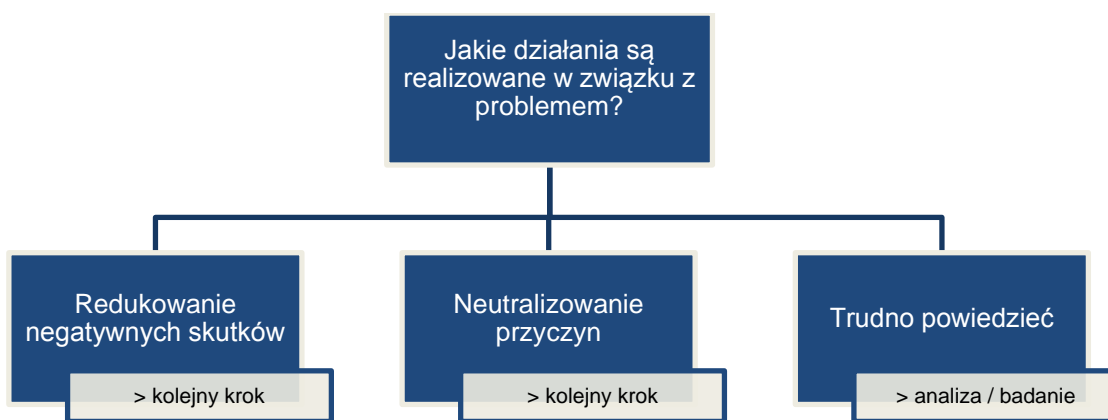 Jakie działania są
realizowane w związku z
problemem?
Redukowanie
negatywnych skutków
> kolejny krok
Neutralizowanie
przyczyn
> kolejny krok
Trudno powiedzieć
> analiza / badanie